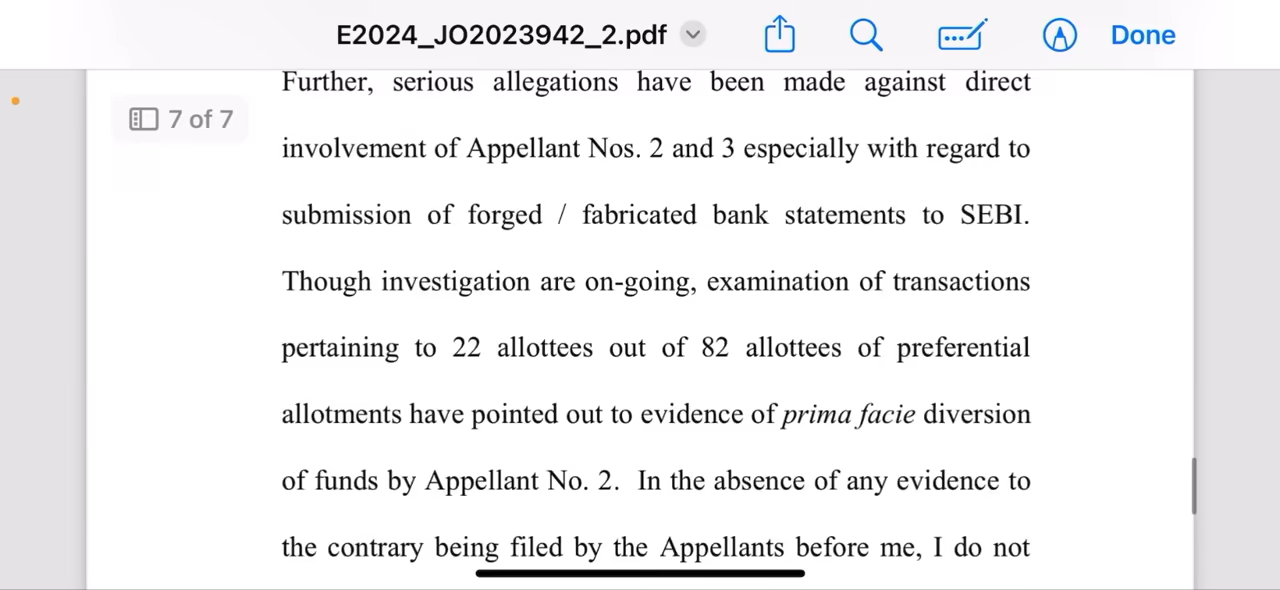 E2024_JO2023942_2.pdf
Done
7 of 7
Further, serious allegations have been made against direct
involvement of Appellant Nos. 2 and 3 especially with regard to
submission of forged / fabricated bank statements to SEBI.
Though investigation are on-going, examination of transactions
pertaining to 22 allottees out of 82 allottees of preferential
allotments have pointed out to evidence of prima facie diversion
of funds by Appellant No. 2. In the absence of any evidence to
the contrary being filed by the Appellants before me, I do not